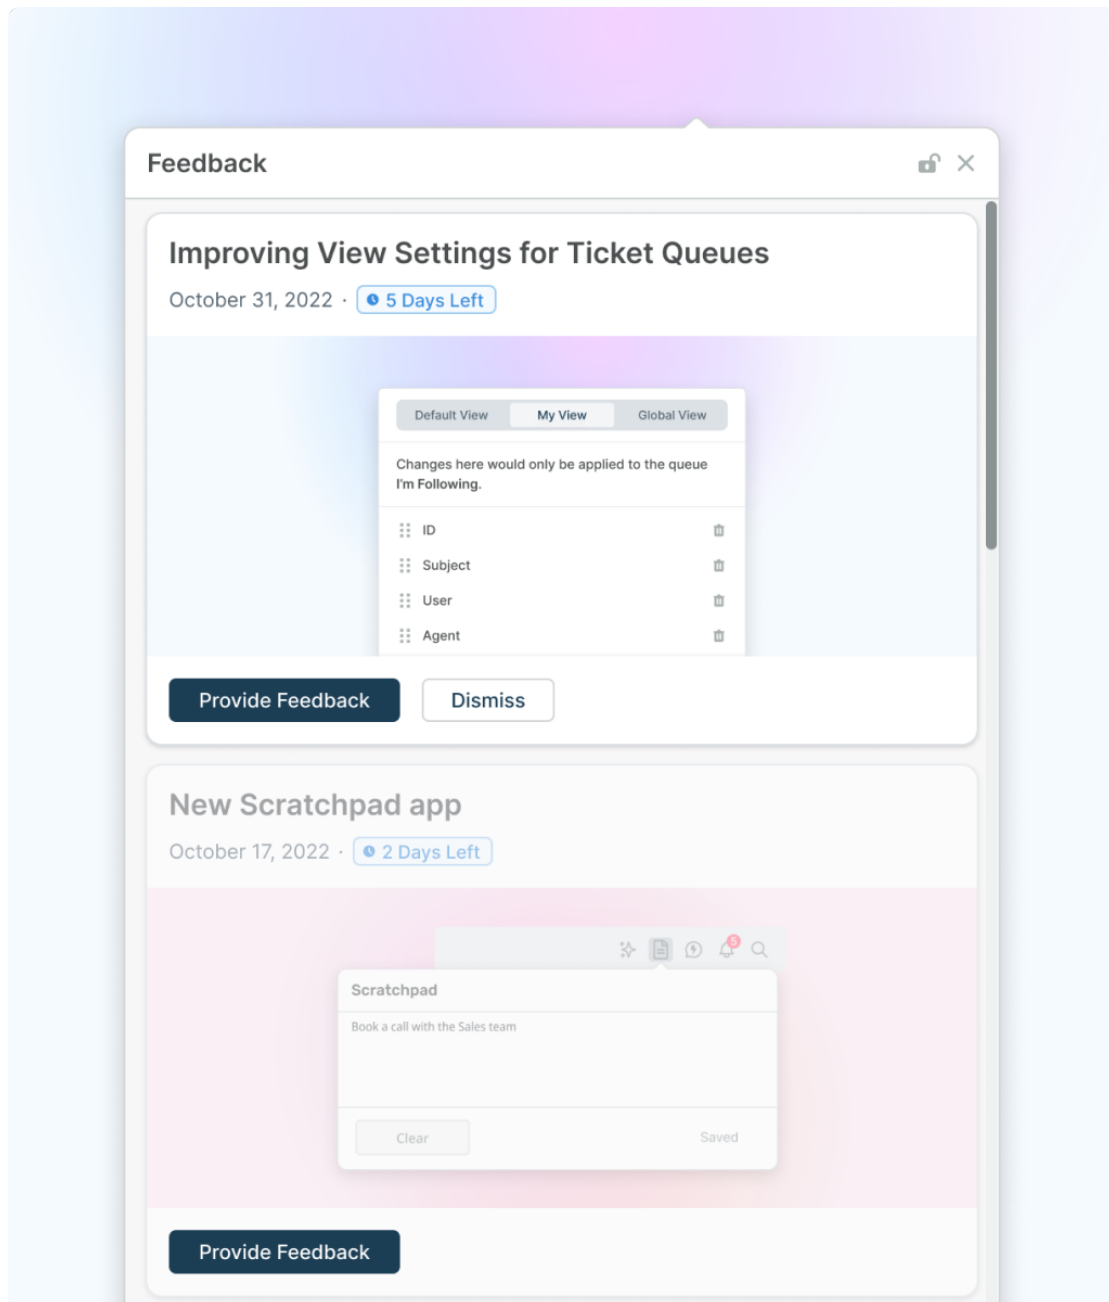 Feedback
Improving View Settings for Ticket Queues
October 31, 2022 · 5 Days Left
Default View My View Global View
Changes here would only be applied to the queue
I'm Following.
ID
Subject
User
Agent
Provide Feedback Dismiss
New Scratchpad app
October 17, 2022 · 2 Days Left
5
Scratchpad
Book a call with the Sales team
Clear Saved
Provide Feedback